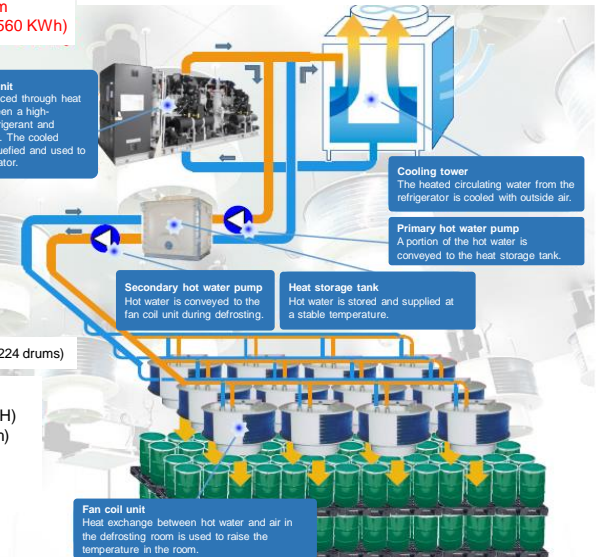 560 KWh)
nit
ced through heat
een a high-
rigerant and
. The cooled
uefied and used to
ator.
Cooling tower
The heated circulating water from the
refrigerator is cooled with outside air.
Primary hot water pump
A portion of the hot water is
conveyed to the heat storage tank.
Secondary hot water pump
Hot water is conveyed to the
fan coil unit during defrosting.
Heat storage tank
Hot water is stored and supplied at
a stable temperature.
224 drums)
H)
n)
Fan coil unit
Heat exchange between hot water and air in
the defrosting room is used to raise the
temperature in the room.